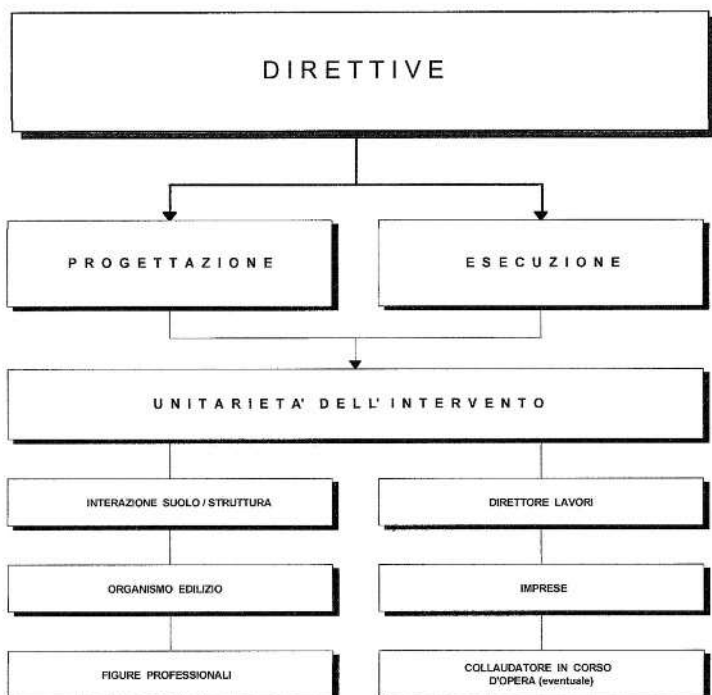 DIRETTIVE
PROGETTAZIONE
ESECUZIONE
UNITARIETA' DELL'INTERVENTO
INTERAZIONE SUOLO / STRUTTURA
DIRETTORE LAVORI
ORGANISMO EDILIZIO
IMPRESE
FIGURE PROFESSIONALI
COLLAUDATORE IN CORSO
D'OPERA (eventuale)